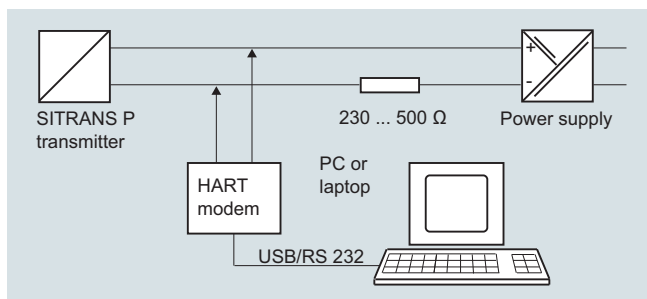 +
-
SITRANS P
transmitter
230 ... 500 Ω
Power supply
PC or
laptop
HART
modem
USB/RS 232